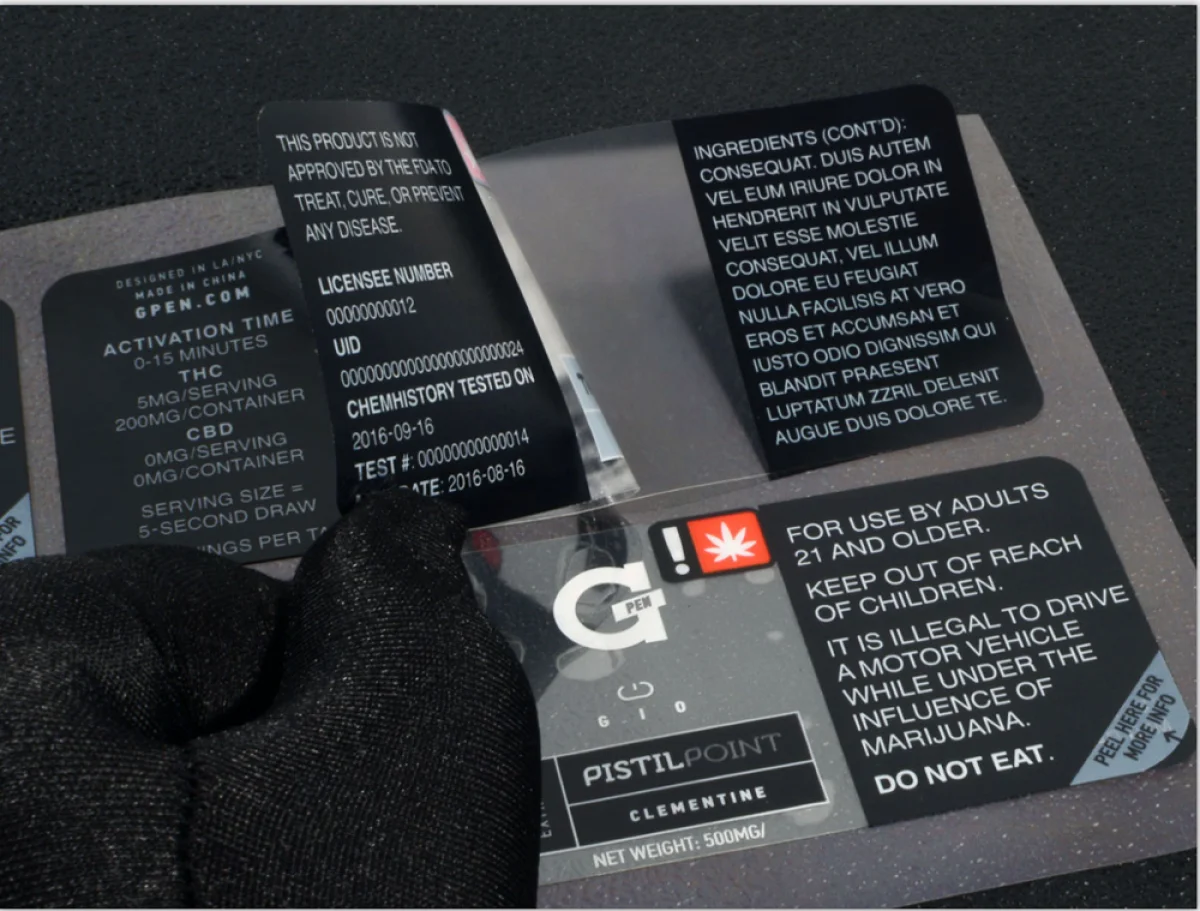 THIS PRODUCT IS NOT
APPROVED BY THE FDA TO
TREAT, CURE, OR PREVENT
ANY DISEASE.
LICENSEE NUMBER
00000000012
UID
CHEMHISTORY TESTED ON
2016-09-16
TEST #: 0000000000014
ATE: 2016-08-16
INGREDIENTS (CONT'D):
CONSEQUAT. DUIS AUTEM
VEL EUM IRIURE DOLOR IN
HENDRERIT IN VULPUTATE
VELIT ESSE MOLESTIE
CONSEQUAT, VEL ILLUM
DOLORE EU FEUGIAT
NULLA FACILISIS AT VERO
EROS ET ACCUMSAN ET
IUSTO ODIO DIGNISSIM QUI
BLANDIT PRAESENT
LUPTATUM ZZRIL DELENIT
AUGUE DUIS DOLORE TE.
DESIGNED IN LA/NYC
MADE IN CHINA
GPEN.COM
ACTIVATION TIME
0-15 MINUTES
THC
5MG/SERVING
200MG/CONTAINER
CBD
0MG/SERVING
0MG/CONTAINER
SERVING SIZE =
5-SECOND DRAW
INGS PER TA
E
FOR
INFO
!
G PEN
GIO
PISTILPOINT
CLEMENTINE
NET WEIGHT: 500MG/
FOR USE BY ADULTS
21 AND OLDER.
KEEP OUT OF REACH
OF CHILDREN.
IT IS ILLEGAL TO DRIVE
A MOTOR VEHICLE
WHILE UNDER THE
INFLUENCE OF
MARIJUANA.
DO NOT EAT.
PEEL HERE FOR
MORE INFO